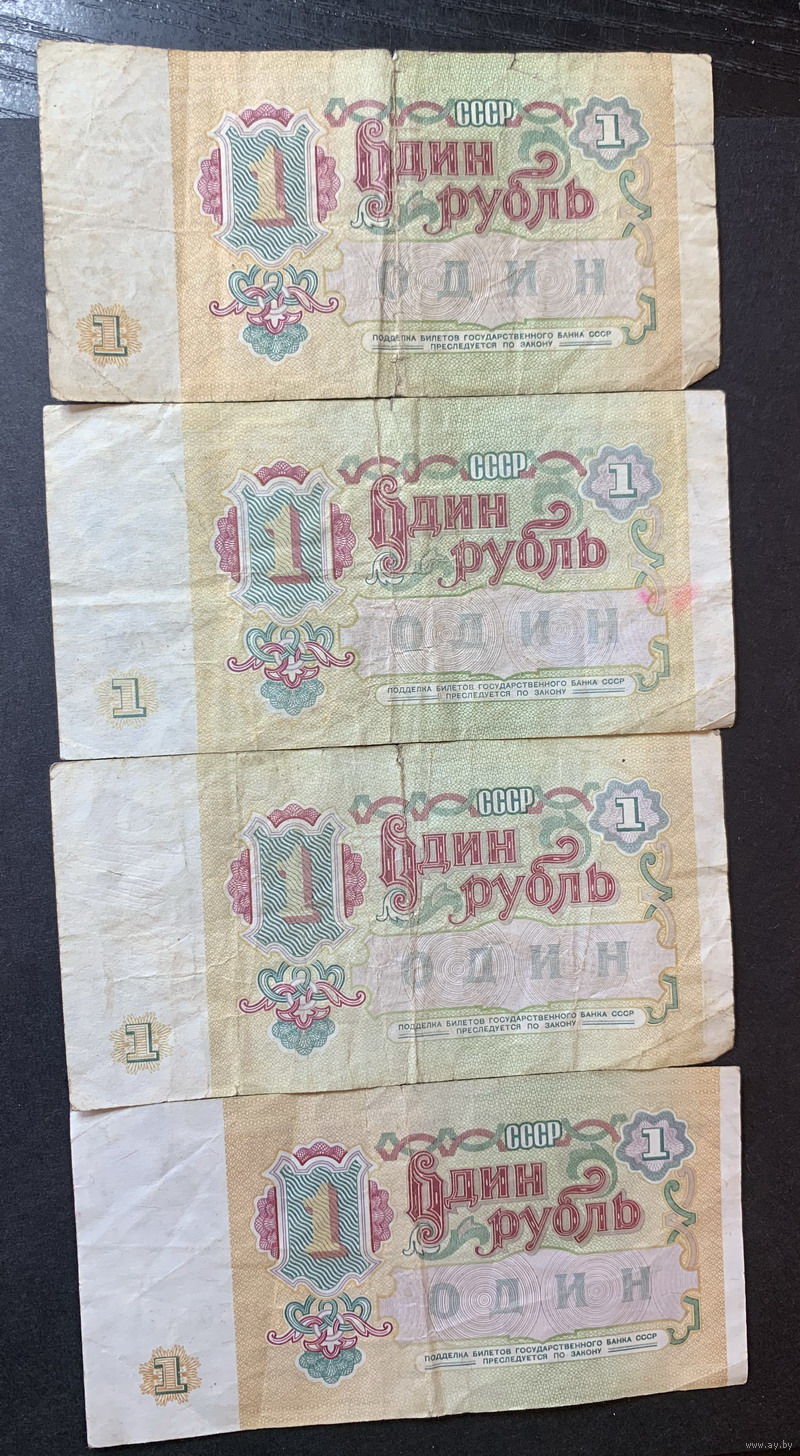 СССР
1
1
Один
рубль
ОДИН
1
ПОДДЕЛКА БИЛЕТОВ ГОСУДАРСТВЕННОГО БАНКА СССР
ПРЕСЛЕДУЕТСЯ ПО ЗАКОНУ
СССР
1
1
Один
рубль
ОДИН
1
ПОДДЕЛКА БИЛЕТОВ ГОСУДАРСТВЕННОГО БАНКА СССР
ПРЕСЛЕДУЕТСЯ ПО ЗАКОНУ
СССР
1
1
Один
рубль
ОДИН
1
ПОДДЕЛКА БИЛЕТОВ ГОСУДАРСТВЕННОГО БАНКА СССР
ПРЕСЛЕДУЕТСЯ ПО ЗАКОНУ
СССР
1
1
Один
рубль
ОДИН
1
ПОДДЕЛКА БИЛЕТОВ ГОСУДАРСТВЕННОГО БАНКА СССР
ПРЕСЛЕДУЕТСЯ ПО ЗАКОНУ
www.ay.by